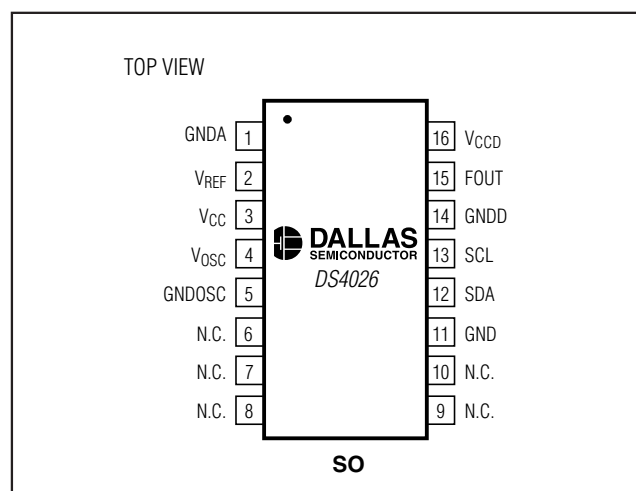 TOP VIEW
GNDA 1
VREF 2
VCC 3
VOSC 4
GNDOSC 5
N.C. 6
N.C. 7
N.C. 8
DALLAS
SEMICONDUCTOR
DS4026
16 VCCD
15 FOUT
14 GNDD
13 SCL
12 SDA
11 GND
10 N.C.
9 N.C.
SO